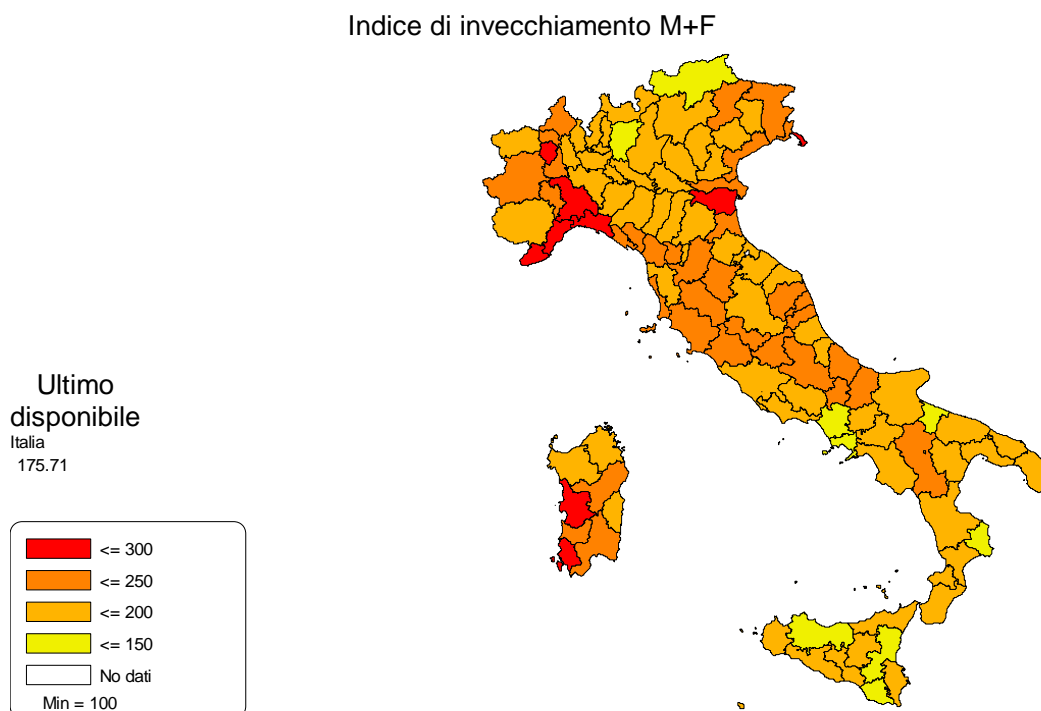 Indice di invecchiamento M+F
Ultimo
disponibile
Italia
175.71
<= 300
<= 250
<= 200
<= 150
No dati
Min = 100